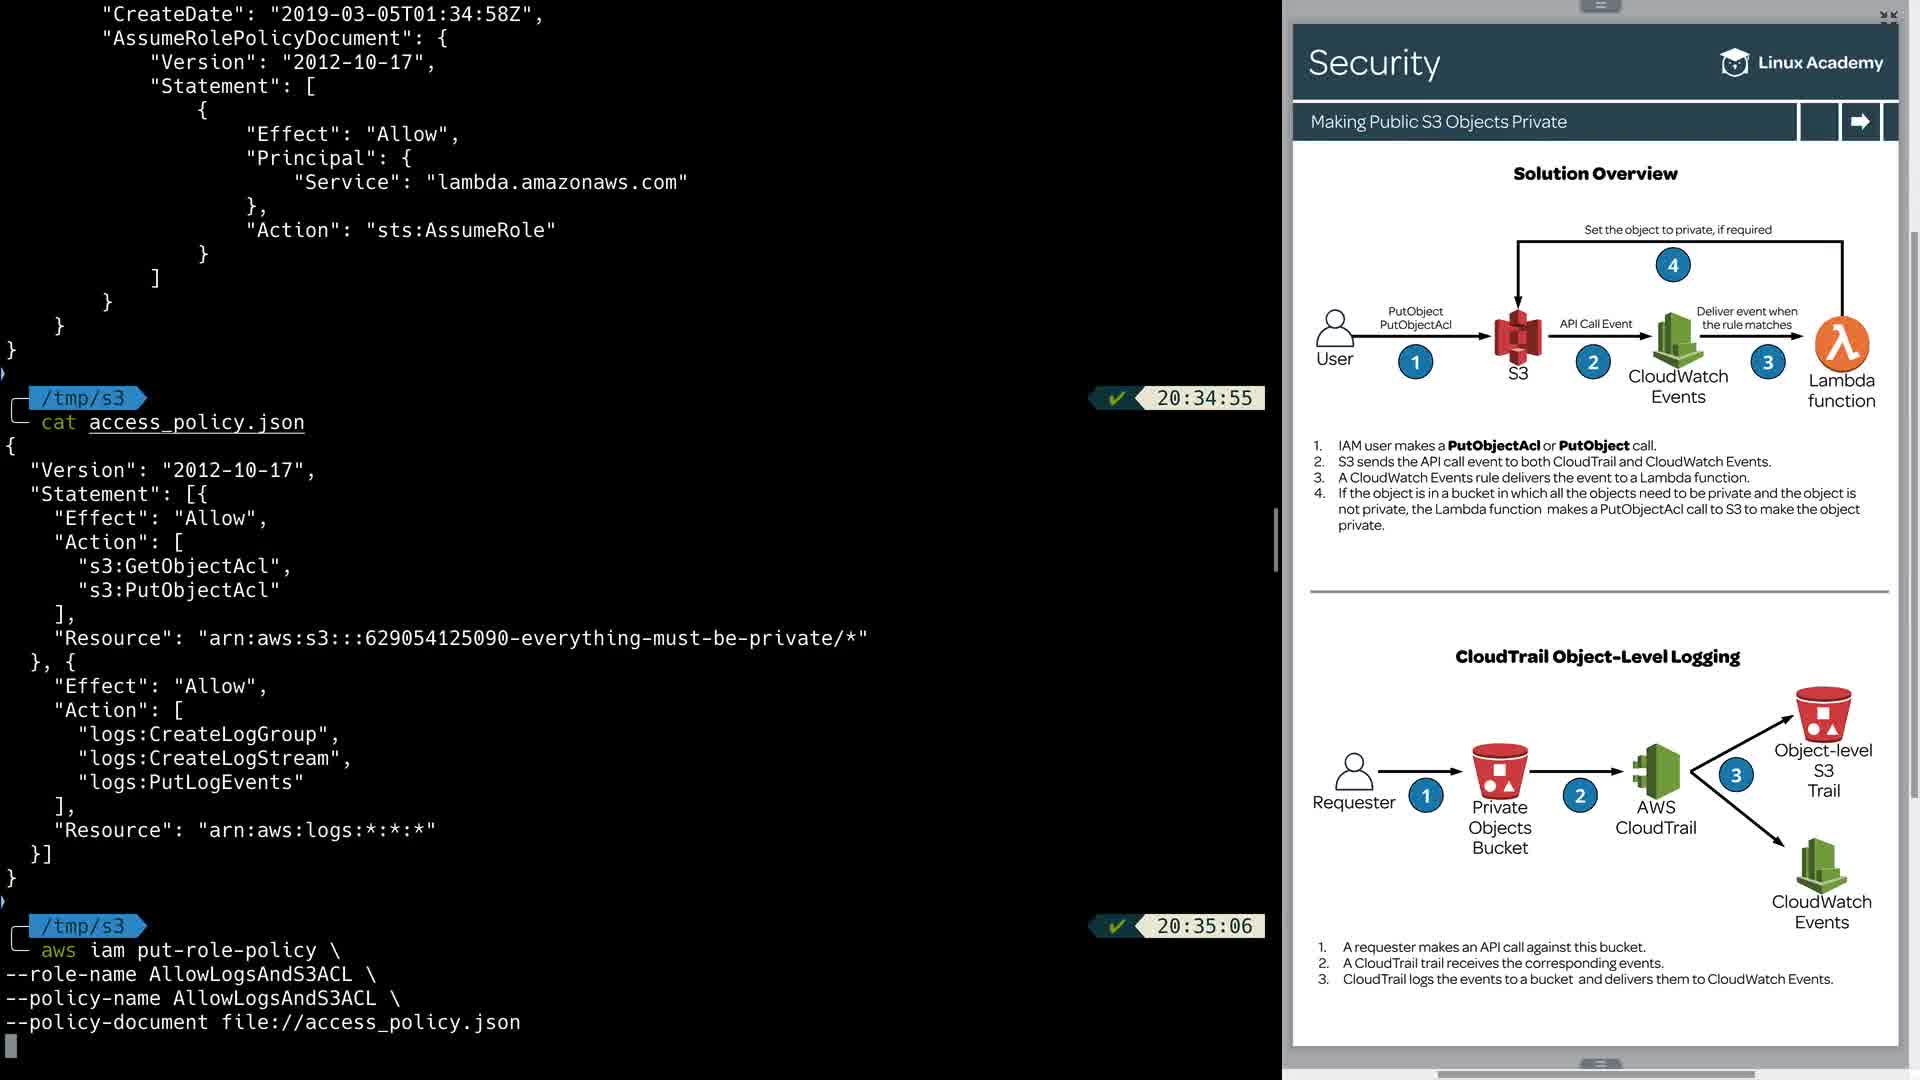 "CreateDate": "2019-03-05T01:34:58Z",
"AssumeRolePolicyDocument": {
"Version": "2012-10-17",
"Statement": [
{
"Effect": "Allow",
"Principal": {
"Service": "lambda.amazonaws.com"
},
"Action": "sts:AssumeRole"
}
]
}
}
}
/tmp/s3
✔ 20:34:55
cat access_policy.json
{
"Version": "2012-10-17",
"Statement": [{
"Effect": "Allow",
"Action": [
"s3:GetObjectAcl",
"s3:PutObjectAcl"
],
"Resource": "arn:aws:s3:::629054125090-everything-must-be-private/*"
}, {
"Effect": "Allow",
"Action": [
"logs:CreateLogGroup",
"logs:CreateLogStream",
"logs:PutLogEvents"
],
"Resource": "arn:aws:logs:*:*:*"
}]
}
/tmp/s3
✔ 20:35:06
aws iam put-role-policy \
--role-name AllowLogsAndS3ACL \
--policy-name AllowLogsAndS3ACL \
--policy-document file://access_policy.json
Security
Linux Academy
Making Public S3 Objects Private
Solution Overview
Set the object to private, if required
4
PutObject
PutObjectAcl
API Call Event
Deliver event when
the rule matches
1
2
3
User
S3
CloudWatch
Events
Lambda
function
1. IAM user makes a PutObjectAcl or PutObject call.
2. S3 sends the API call event to both CloudTrail and CloudWatch Events.
3. A CloudWatch Events rule delivers the event to a Lambda function.
4. If the object is in a bucket in which all the objects need to be private and the object is
not private, the Lambda function makes a PutObjectAcl call to S3 to make the object
private.
CloudTrail Object-Level Logging
Requester
1
Private
Objects
Bucket
2
AWS
CloudTrail
3
Object-level
S3
Trail
CloudWatch
Events
1. A requester makes an API call against this bucket.
2. A CloudTrail trail receives the corresponding events.
3. CloudTrail logs the events to a bucket and delivers them to CloudWatch Events.